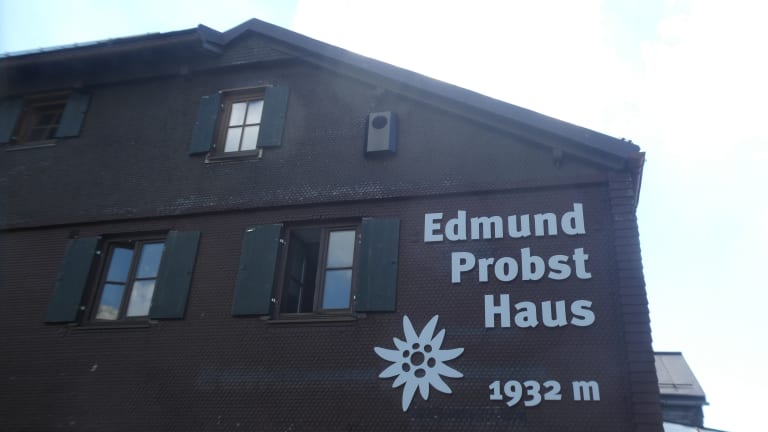 Edmund
Probst
Haus
1932 m